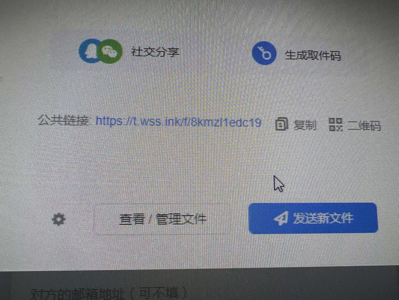 社交分享
生成取件码
公共链接: https://t.wss.ink/f/8kmzl1edc19 复制 二维码
查看 / 管理文件
发送新文件
对方的邮箱地址（可不填）